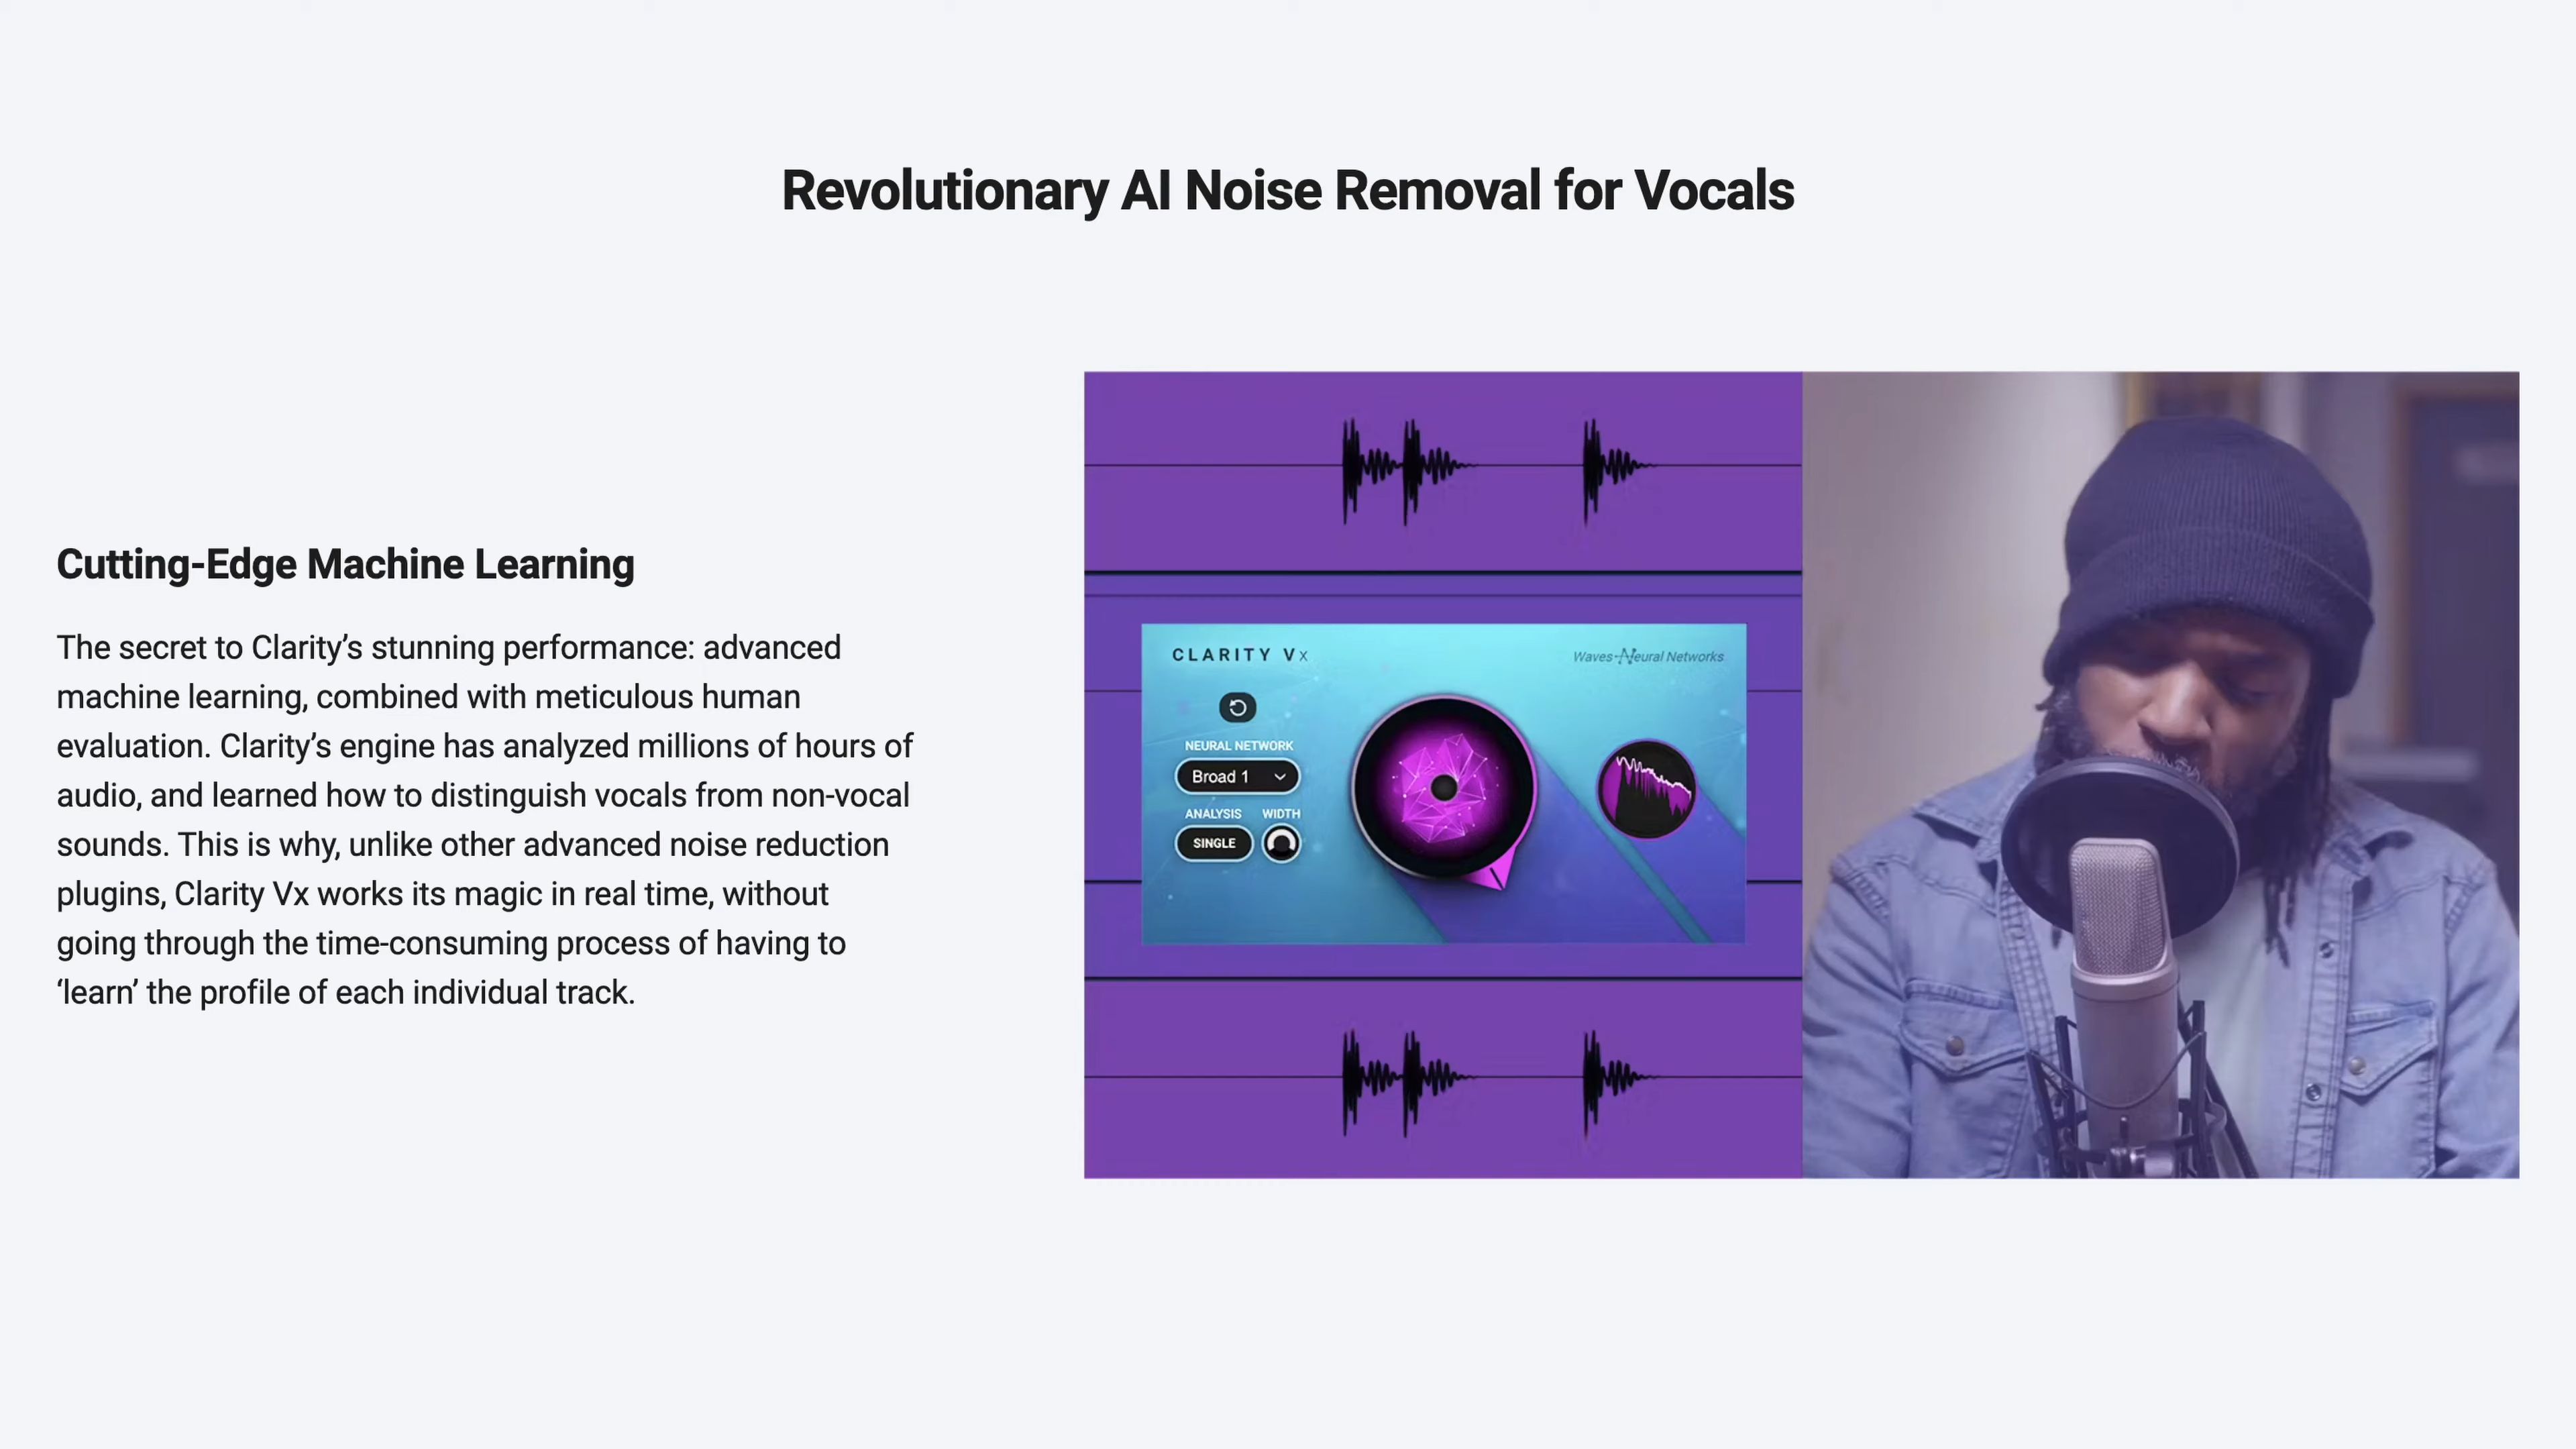 Revolutionary AI Noise Removal for Vocals
Cutting-Edge Machine Learning
The secret to Clarity’s stunning performance: advanced
machine learning, combined with meticulous human
evaluation. Clarity’s engine has analyzed millions of hours of
audio, and learned how to distinguish vocals from non-vocal
sounds. This is why, unlike other advanced noise reduction
plugins, Clarity Vx works its magic in real time, without
going through the time-consuming process of having to
‘learn’ the profile of each individual track.
CLARITY Vx
Waves Neural Networks
NEURAL NETWORK
Broad 1
ANALYSIS WIDTH
SINGLE